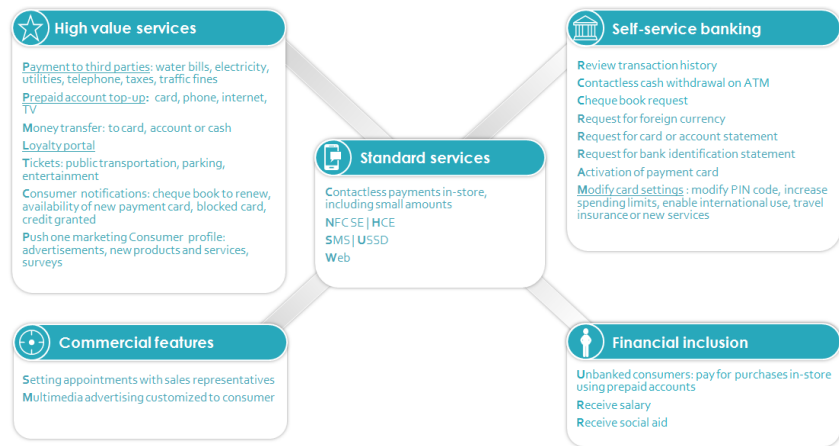 High value services
Payment to third parties: water bills, electricity,
utilities, telephone, taxes, traffic fines
Prepaid account top-up: card, phone, internet,
TV
Money transfer: to card, account or cash
Loyalty portal
Tickets: public transportation, parking,
entertainment
Consumer notifications: cheque book to renew,
availability of new payment card, blocked card,
credit granted
Push one marketing Consumer profile:
advertisements, new products and services,
surveys
Standard services
Contactless payments in-store,
including small amounts
NFC SE | HCE
SMS | USSD
Web
Self-service banking
Review transaction history
Contactless cash withdrawal on ATM
Cheque book request
Request for foreign currency
Request for card or account statement
Request for bank identification statement
Activation of payment card
Modify card settings : modify PIN code, increase
spending limits, enable international use, travel
insurance or new services
Commercial features
Setting appointments with sales representatives
Multimedia advertising customized to consumer
Financial inclusion
Unbanked consumers: pay for purchases in-store
using prepaid accounts
Receive salary
Receive social aid